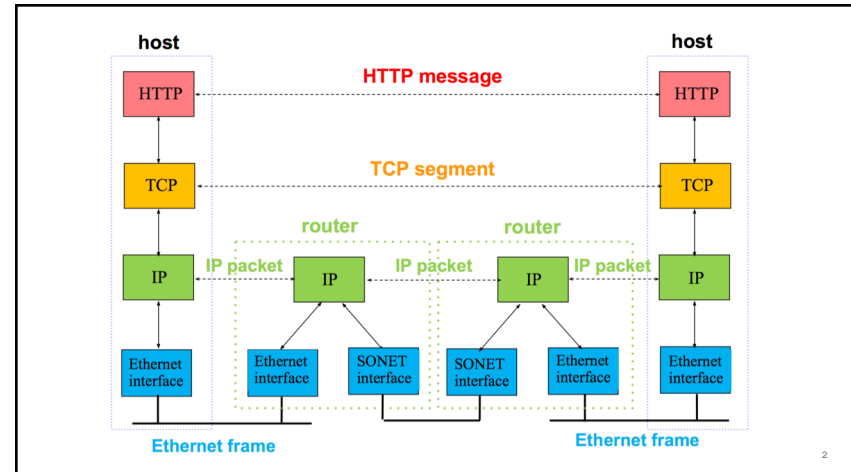 host
host
HTTP
HTTP message
HTTP
TCP
TCP segment
TCP
router
router
IP
IP packet
IP
IP packet
IP
IP packet
IP
Ethernet
interface
Ethernet
interface
SONET
interface
SONET
interface
Ethernet
interface
Ethernet
interface
Ethernet frame
Ethernet frame
2